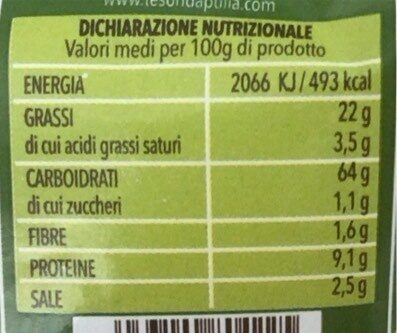 DICHIARAZIONE NUTRIZIONALE
Valori medi per 100g di prodotto
ENERGIA 2066 KJ/493 kcal
GRASSI 22 g
di cui acidi grassi saturi 3,5 g
CARBOIDRATI 64 g
di cui zuccheri 1,1 g
FIBRE 1,6 g
PROTEINE 9,1 g
SALE 2,5 g